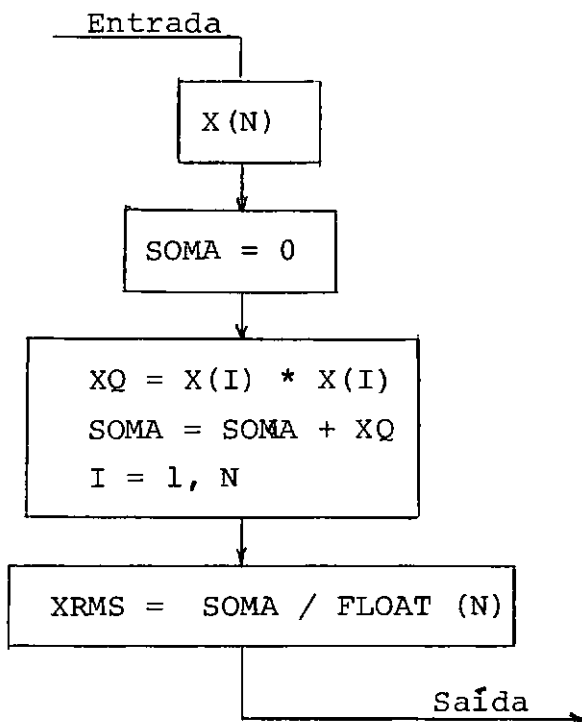 Entrada
X(N)
SOMA = 0
XQ = X(I) * X(I)
SOMA = SOMA + XQ
I = 1, N
XRMS = SOMA / FLOAT (N)
Saída